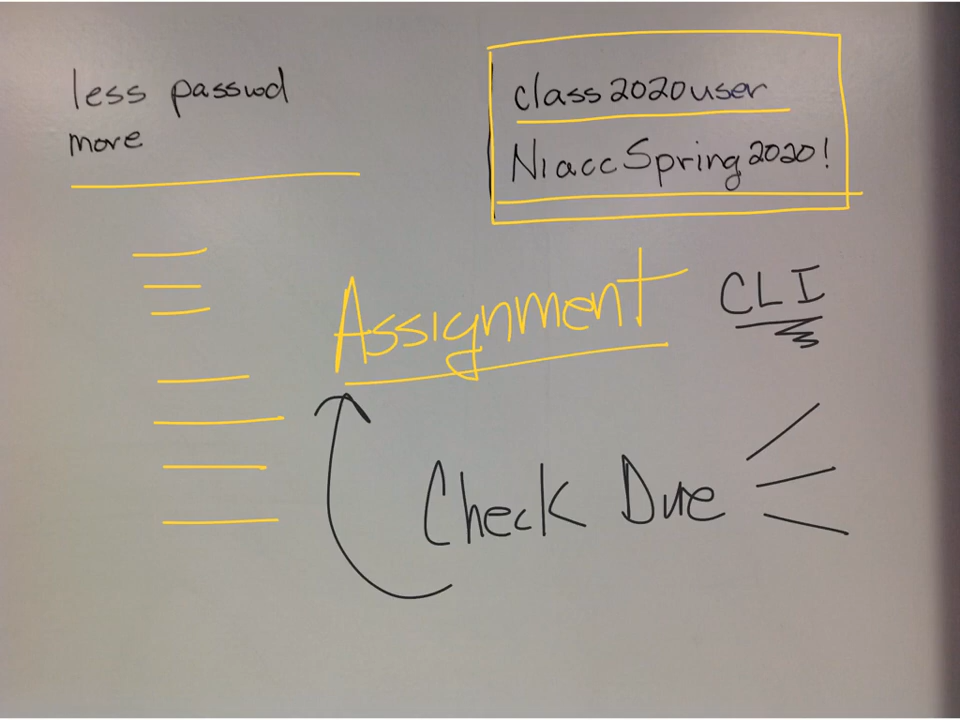 less passwd
more
class2020user
NiaccSpring2020!
Assignment
CLI
Check Due